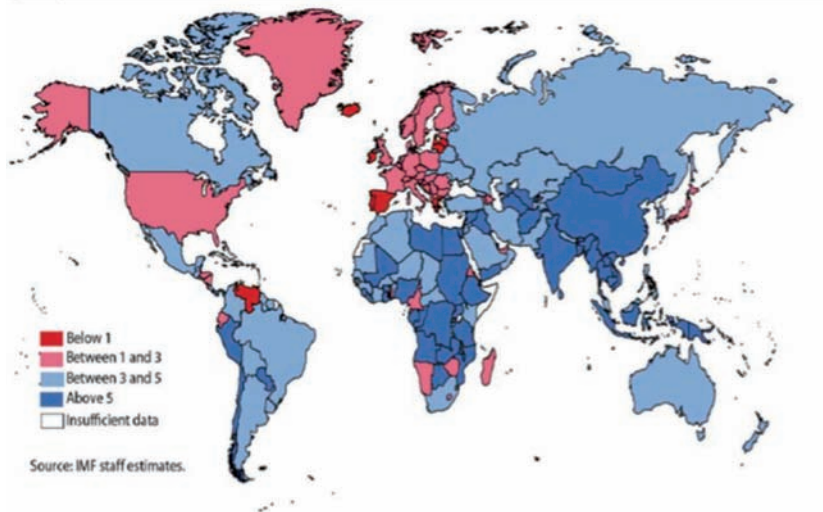 Below 1
Between 1 and 3
Between 3 and 5
Above 5
Insufficient data
Source: IMF staff estimates.